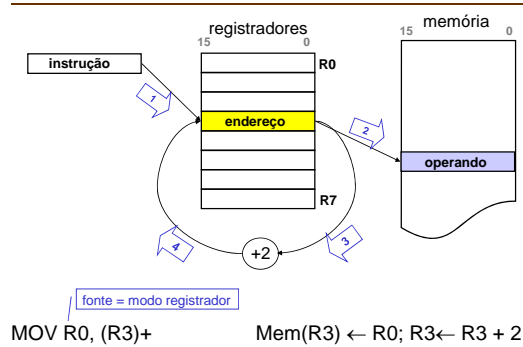 registradores
memória
15 0
15 0
instrução
R0
1
endereço
2
operando
R7
4
+2
3
fonte = modo registrador
MOV R0, (R3)+ Mem(R3) ← R0; R3← R3 + 2